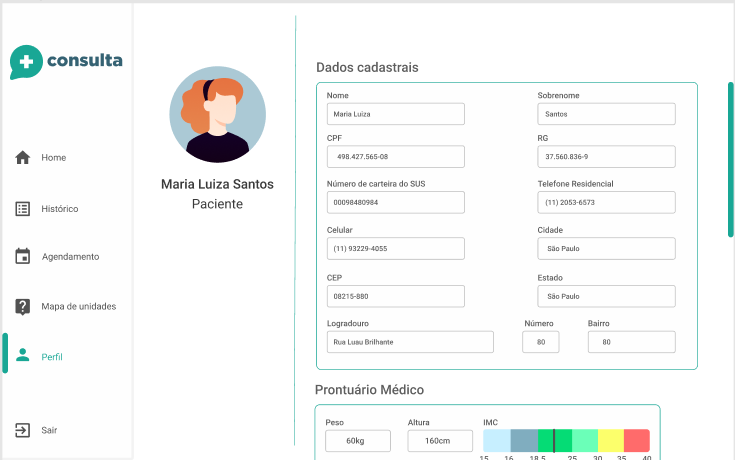 consulta
Home
Histórico
Agendamento
Mapa de unidades
Perfil
Sair
Maria Luiza Santos
Paciente
Dados cadastrais
Nome Sobrenome
Maria Luiza Santos
CPF RG
498.427.565-08 37.560.836-9
Número de carteira do SUS Telefone Residencial
00098480984 (11) 2053-6573
Celular Cidade
(11) 93229-4055 São Paulo
CEP Estado
08215-880 São Paulo
Logradouro Número Bairro
Rua Luau Brilhante 80 80
Prontuário Médico
Peso Altura IMC
60kg 160cm
15 16 18,5 25 30 35 40